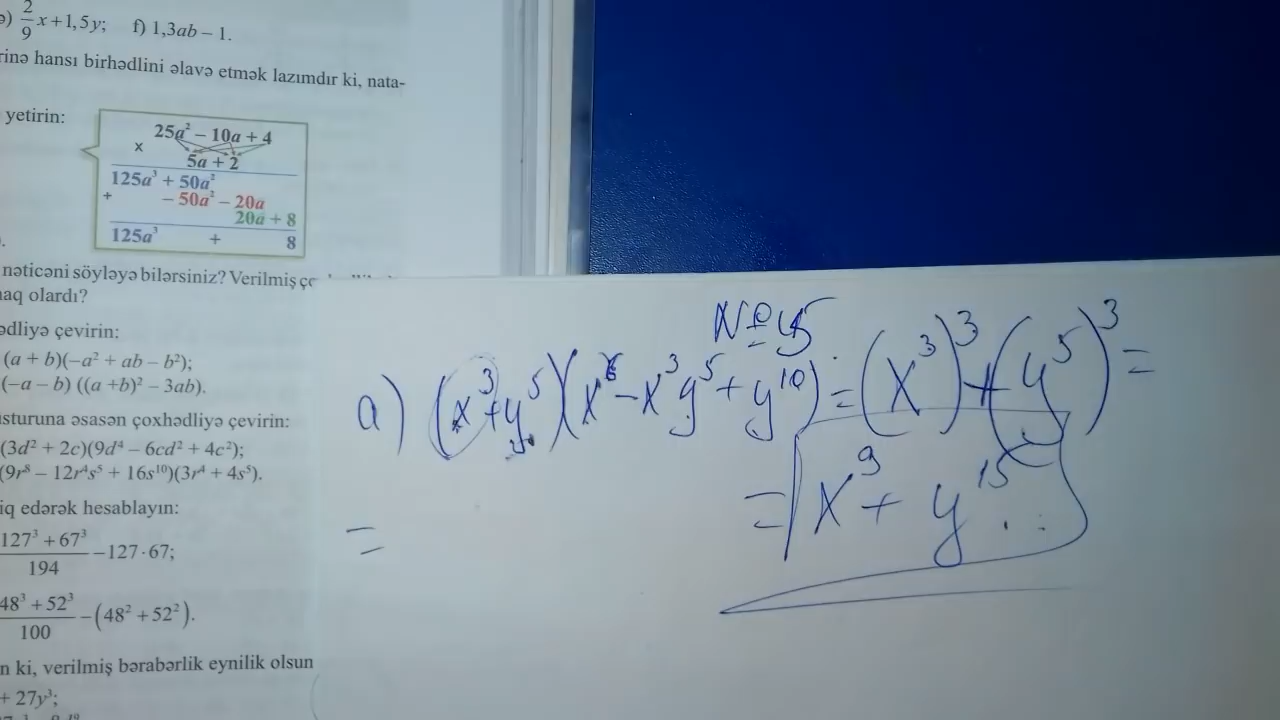 ə) 2/9 x + 1,5y; f) 1,3ab – 1.
rinə hansı birhədlini əlavə etmək lazımdır ki, nata-
yetirin:
25a² – 10a + 4
x
5a + 2
125a³ + 50a²
+ – 50a² – 20a
20a + 8
125a³ + 8
nəticəni söyləyə bilərsiniz? Verilmiş çe
aq olardı?
ədliyə çevirin:
(a + b)(–a² + ab – b²);
(–a – b) ((a +b)² – 3ab).
usturuna əsasən çoxhədliyə çevirin:
(3d² + 2c)(9d⁴ – 6cd² + 4c²);
(9r⁸ – 12r⁴s⁵ + 16s¹⁰)(3r⁴ + 4s⁵).
iq edərək hesablayın:
127³ + 67³ / 194 – 127·67;
48³ + 52³ / 100 – (48² + 52²).
n ki, verilmiş bərabərlik eynilik olsun
+ 27y³;
№ 45
a) (x³+y⁵)(x⁶ – x³y⁵ + y¹⁰) = (x³)³ + (y⁵)³ =
= x⁹ + y¹⁵
=